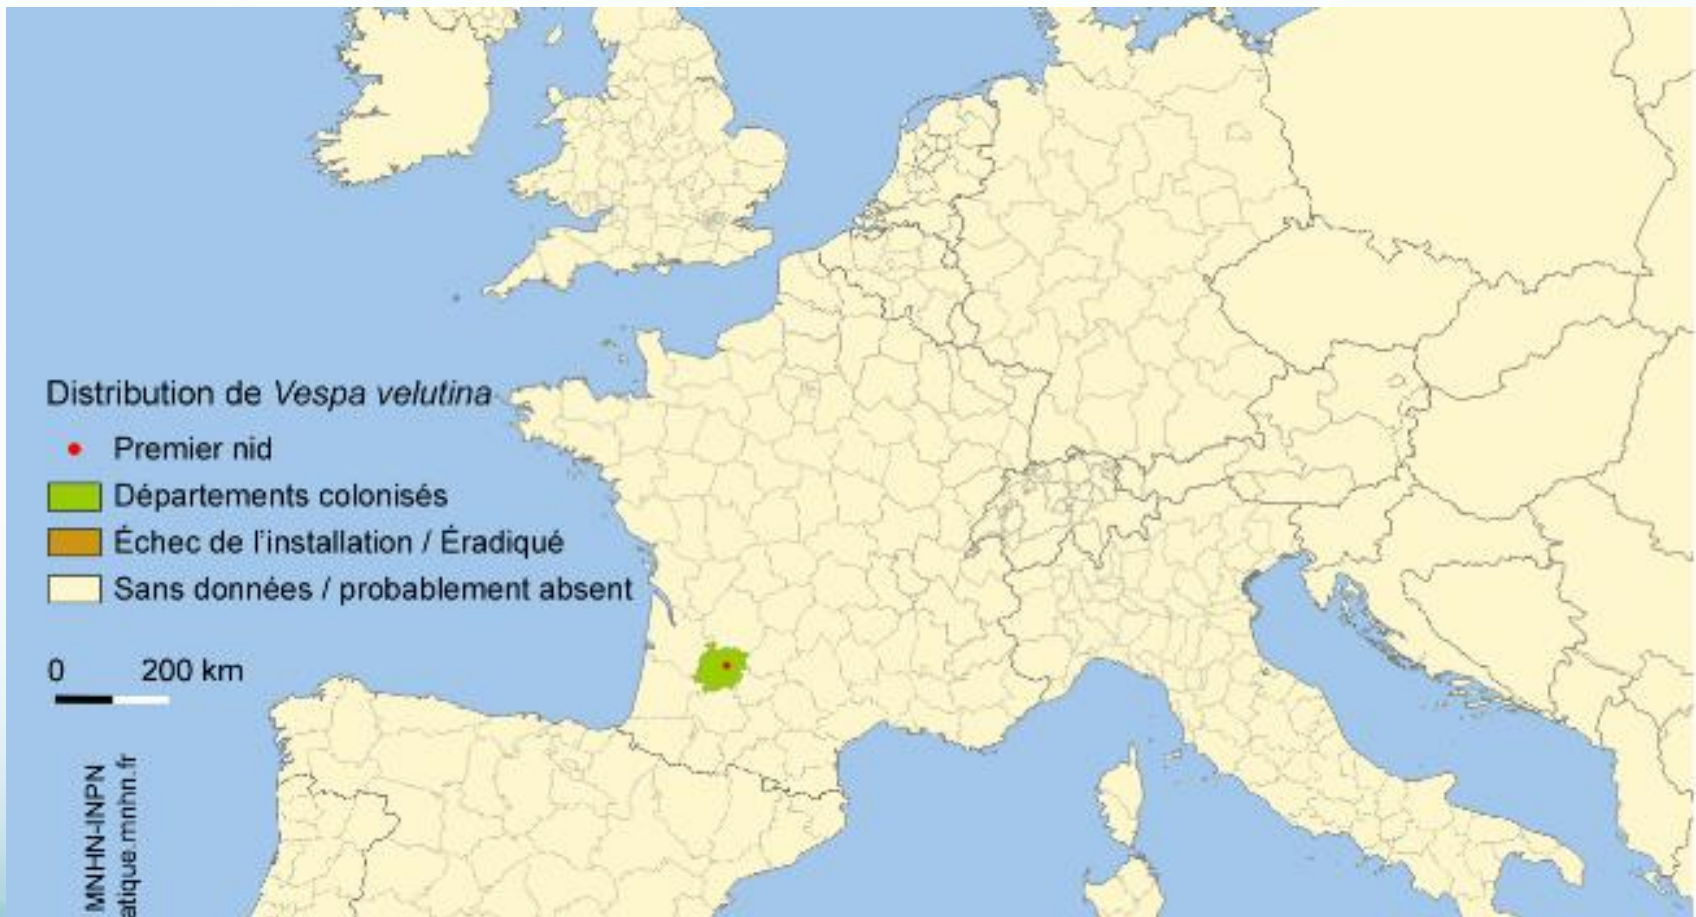 Distribution de Vespa velutina
Premier nid
Départements colonisés
Échec de l'installation / Éradiqué
Sans données / probablement absent
0 200 km
MNHN-INPN
atique.mnhn.fr